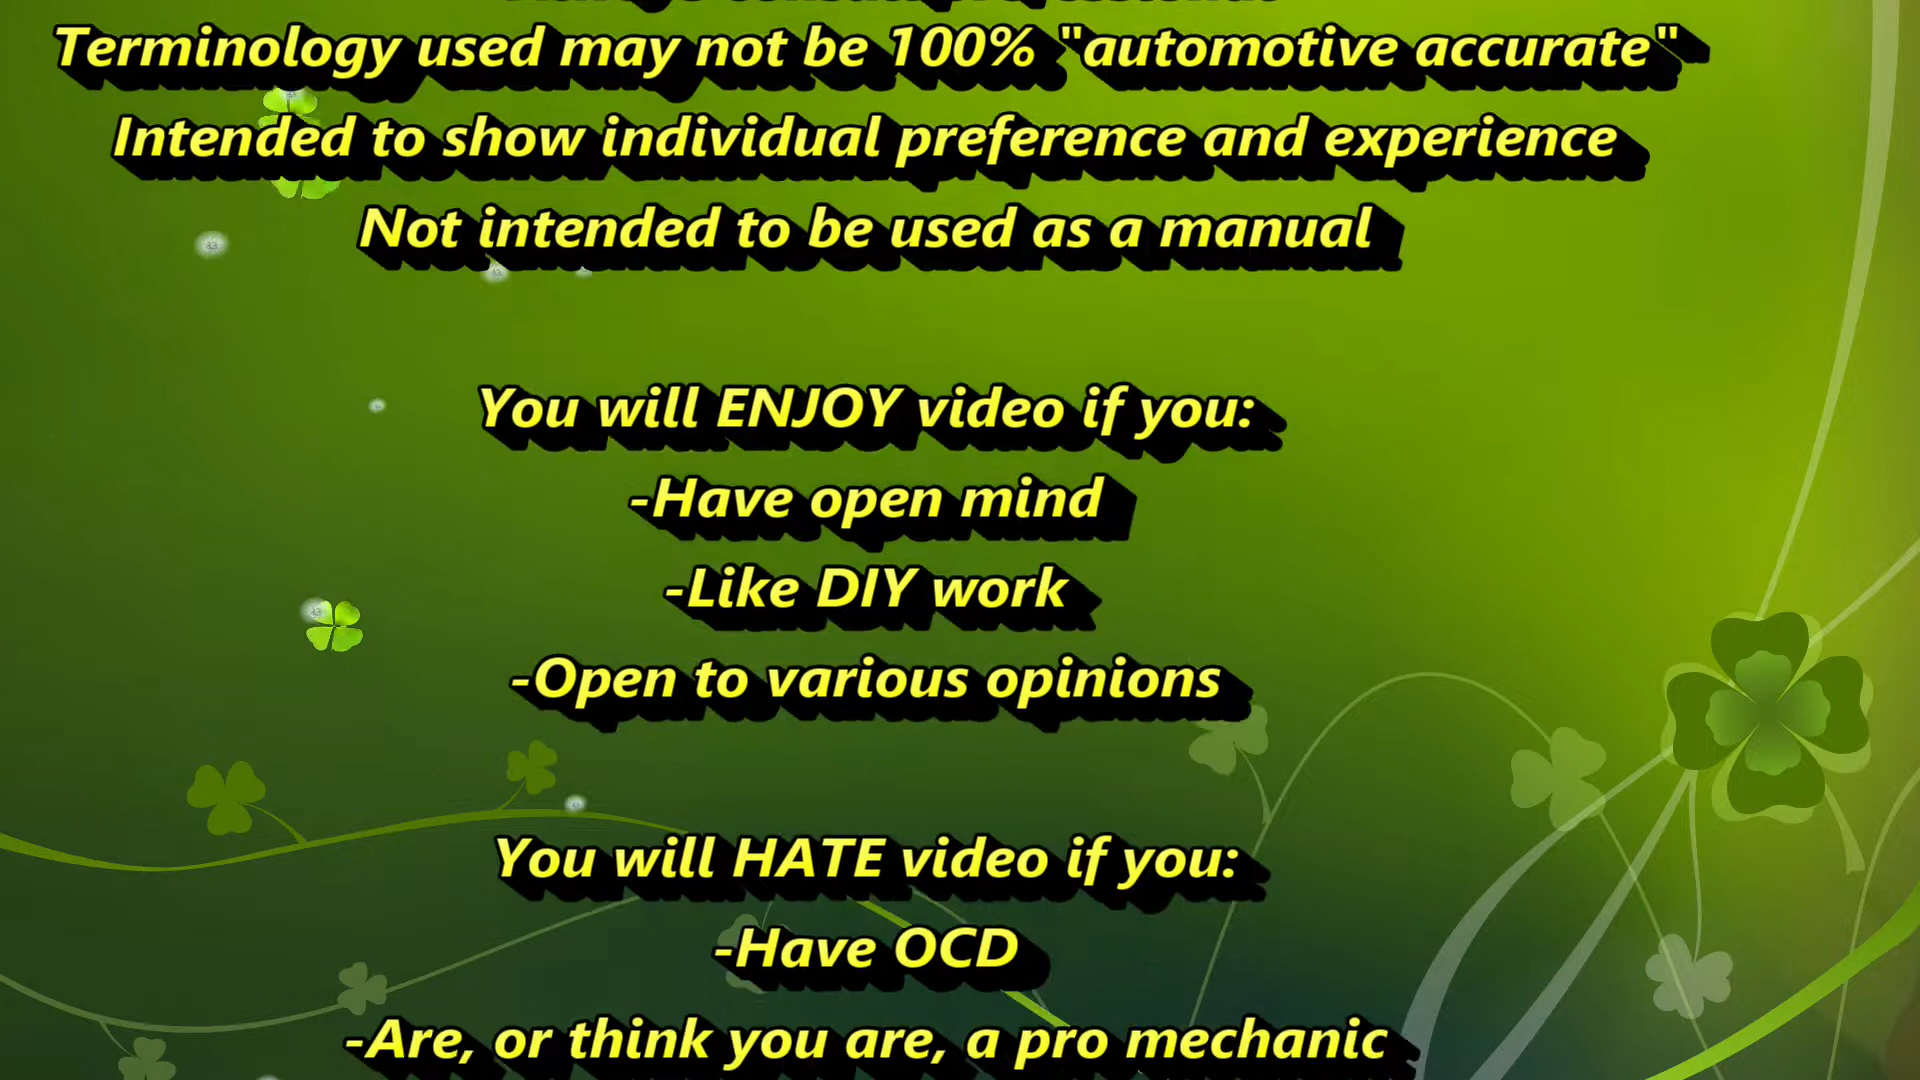 Terminology used may not be 100% "automotive accurate"
Intended to show individual preference and experience
Not intended to be used as a manual
You will ENJOY video if you:
-Have open mind
-Like DIY work
-Open to various opinions
You will HATE video if you:
-Have OCD
-Are, or think you are, a pro mechanic